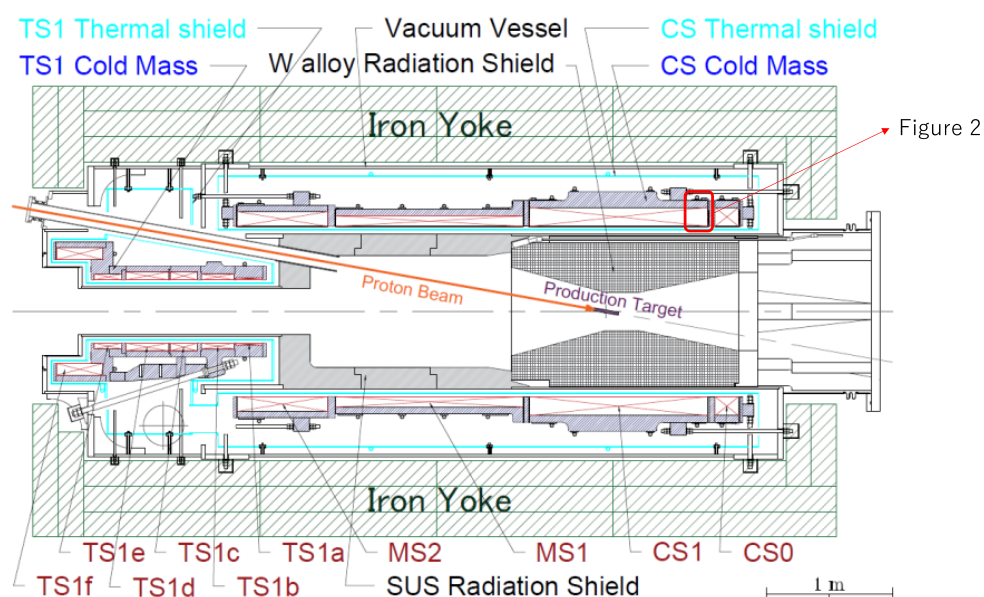 TS1 Thermal shield
Vacuum Vessel
CS Thermal shield
TS1 Cold Mass
W alloy Radiation Shield
CS Cold Mass
Iron Yoke
Figure 2
Proton Beam
Production Target
Iron Yoke
TS1e
TS1c
TS1a
MS2
MS1
CS1
CS0
TS1f
TS1d
TS1b
SUS Radiation Shield
1 m